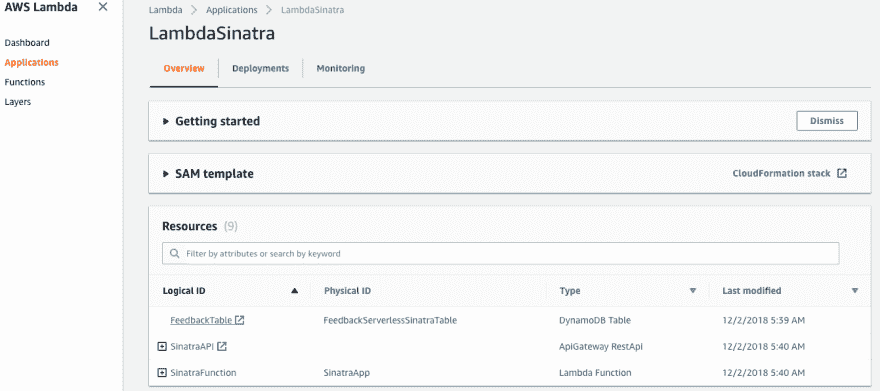 AWS Lambda
Dashboard
Applications
Functions
Layers
Lambda Applications LambdaSinatra
LambdaSinatra
Overview Deployments Monitoring
Getting started Dismiss
SAM template CloudFormation stack
Resources (9)
Filter by attributes or search by keyword
Logical ID Physical ID Type Last modified
FeedbackTable FeedbackServerlessSinatraTable DynamoDB Table 12/2/2018 5:39 AM
SinatraAPI ApiGateway RestApi 12/2/2018 5:40 AM
SinatraFunction SinatraApp Lambda Function 12/2/2018 5:40 AM